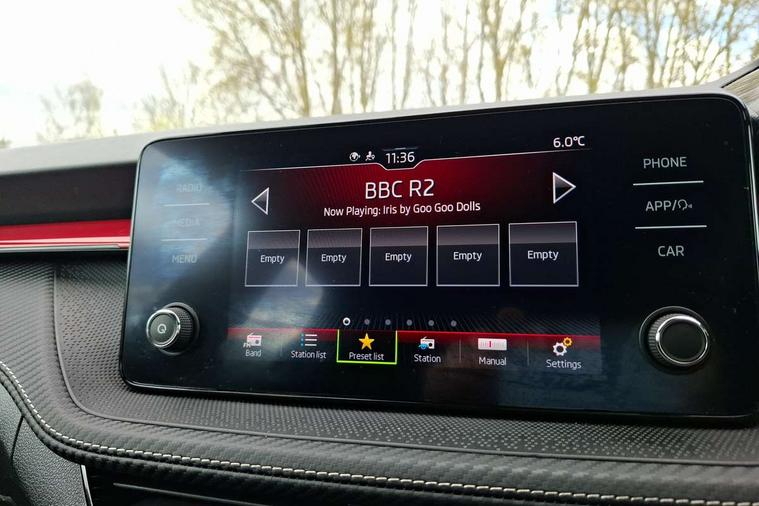 11:36
6.0°C
RADIO
PHONE
BBC R2
Now Playing: Iris by Goo Goo Dolls
MEDIA
APP/
MENU
CAR
Empty
Empty
Empty
Empty
Empty
FM
Band
Station list
Preset list
Station
Manual
Settings